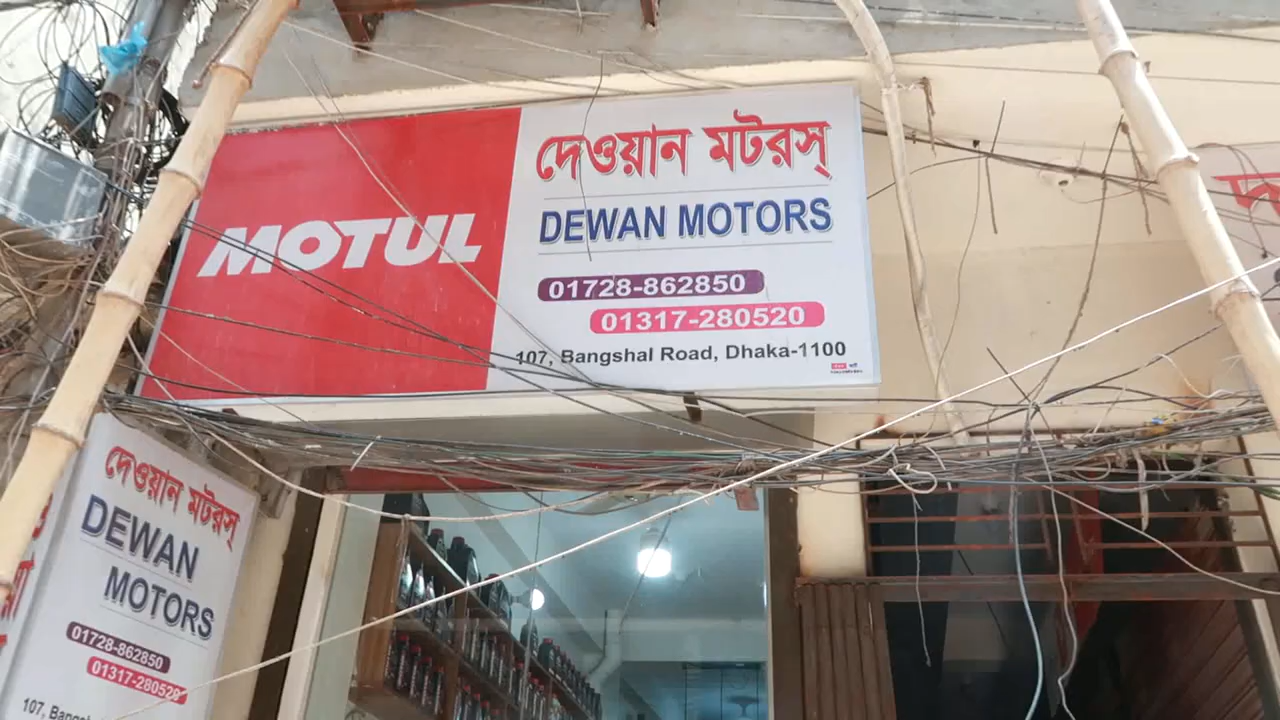 MOTUL
দেওয়ান মটরস্
DEWAN MOTORS
01728-862850
01317-280520
107, Bangshal Road, Dhaka-1100
দেওয়ান মটরস্
DEWAN
MOTORS
01728-862850
01317-280520
107,